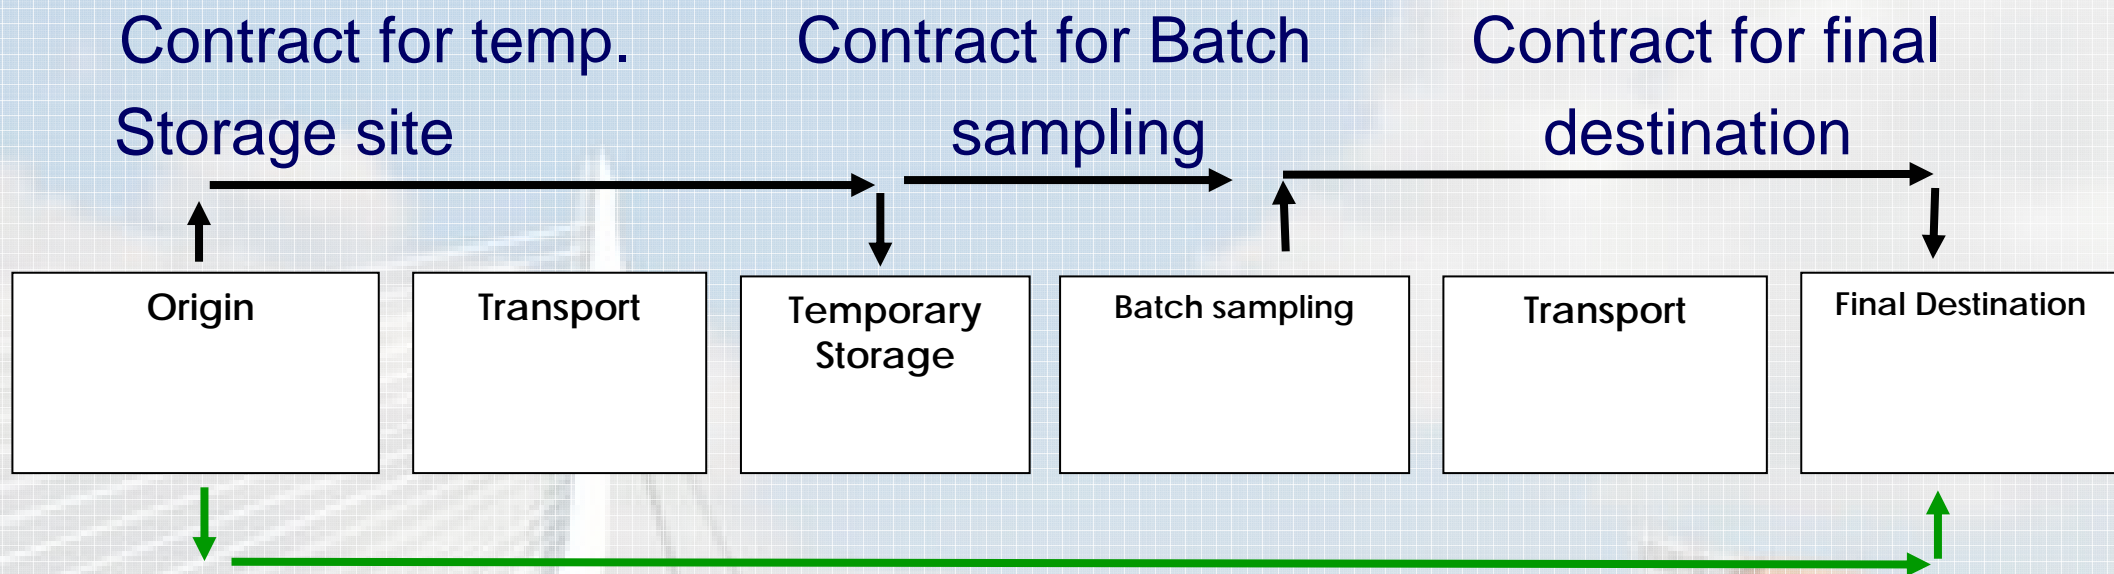 Contract for temp.
Storage site
Contract for Batch
sampling
Contract for final
destination
Origin
Transport
Temporary
Storage
Batch sampling
Transport
Final Destination